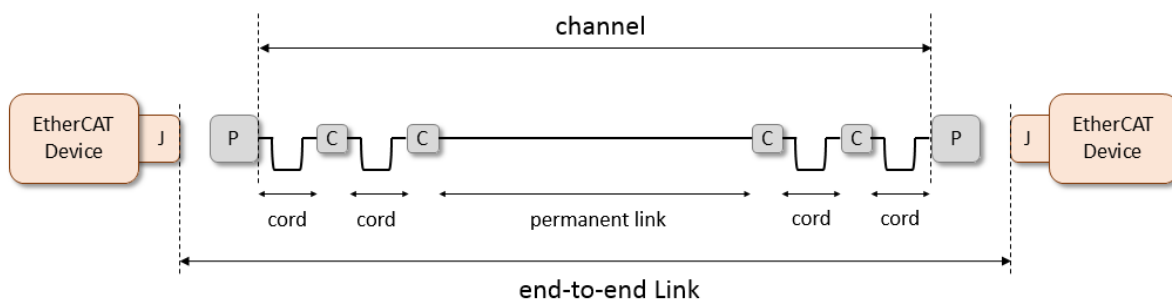 channel
EtherCAT
Device
J
P
C
C
C
C
P
J
EtherCAT
Device
cord
cord
permanent link
cord
cord
end-to-end Link